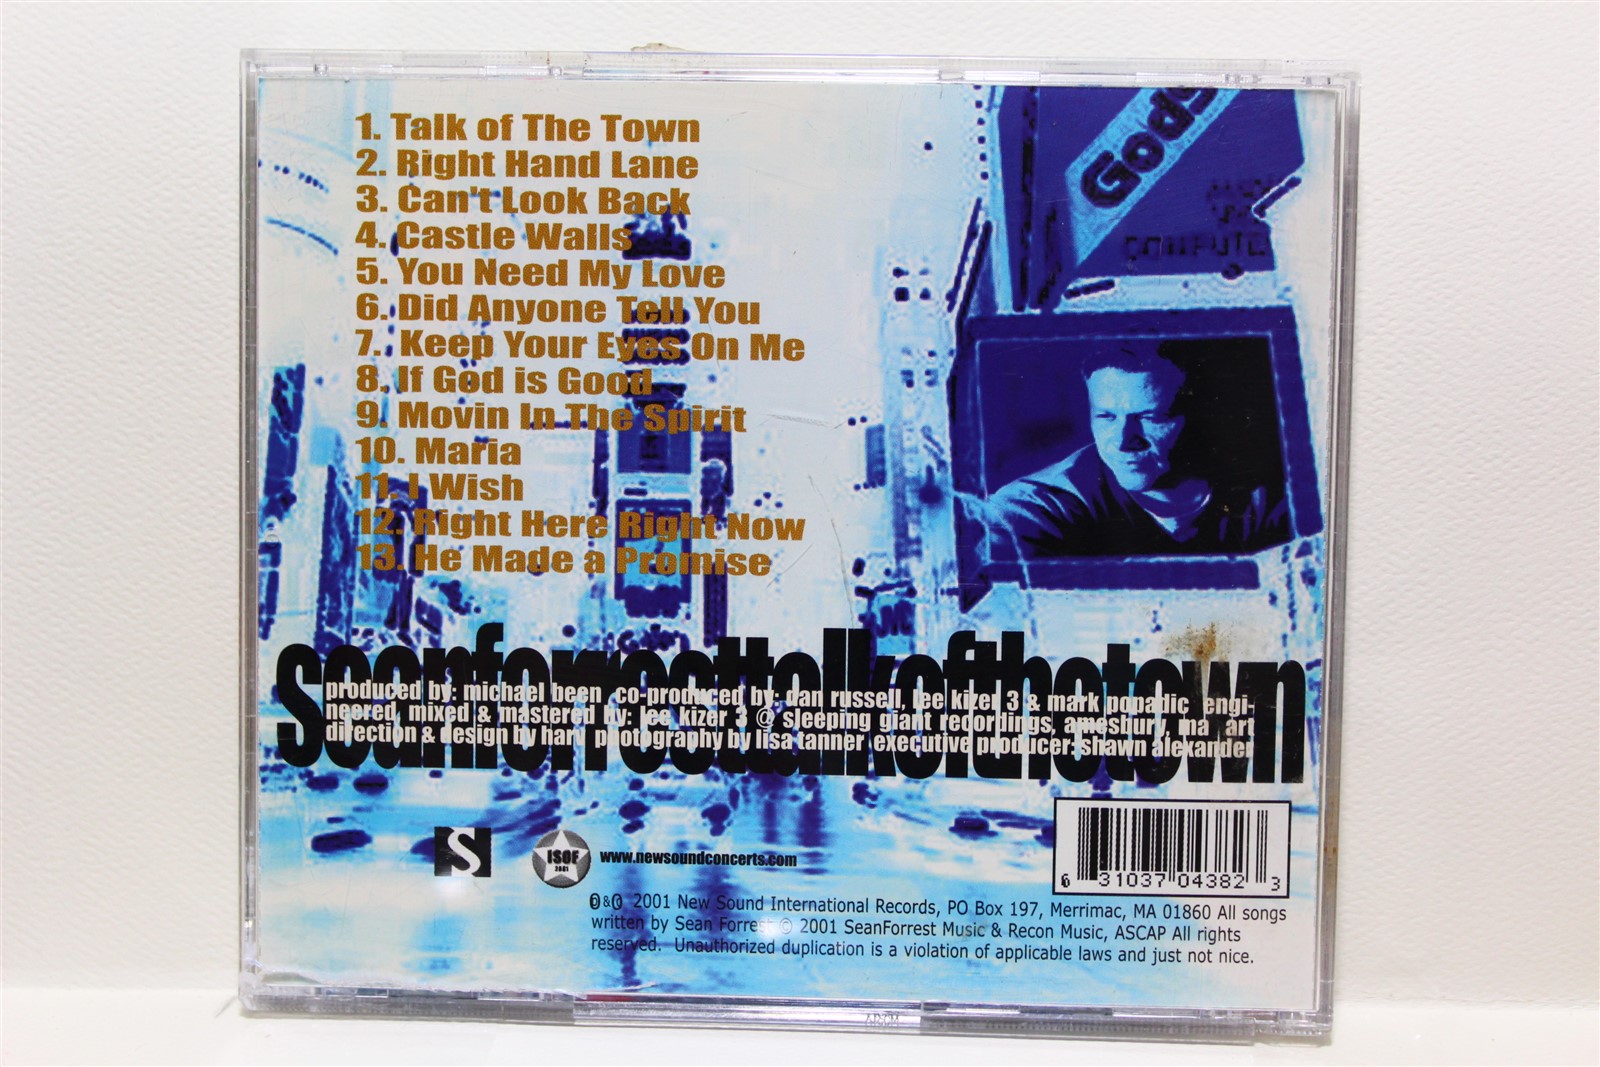 1. Talk of The Town
2. Right Hand Lane
3. Can't Look Back
4. Castle Walls
5. You Need My Love
6. Did Anyone Tell You
7. Keep Your Eyes On Me
8. If God is Good
9. Movin In The Spirit
10. Maria
11. I Wish
12. Right Here Right Now
13. He Made a Promise
Gods
COMPUTE
seanforresttalkofthetown
produced by: michael been co-produced by: dan russell, lee kizer 3 & mark popadic engi-
neered, mixed & mastered by: lee kizer 3 @ sleeping giant recordings, amesbury, ma art
direction & design by harv photography by lisa tanner executive producer: shawn alexander
S
ISOF
2001
www.newsoundconcerts.com
6 31037 04382 3
℗ & © 2001 New Sound International Records, PO Box 197, Merrimac, MA 01860 All songs
written by Sean Forrest © 2001 SeanForrest Music & Recon Music, ASCAP All rights
reserved. Unauthorized duplication is a violation of applicable laws and just not nice.